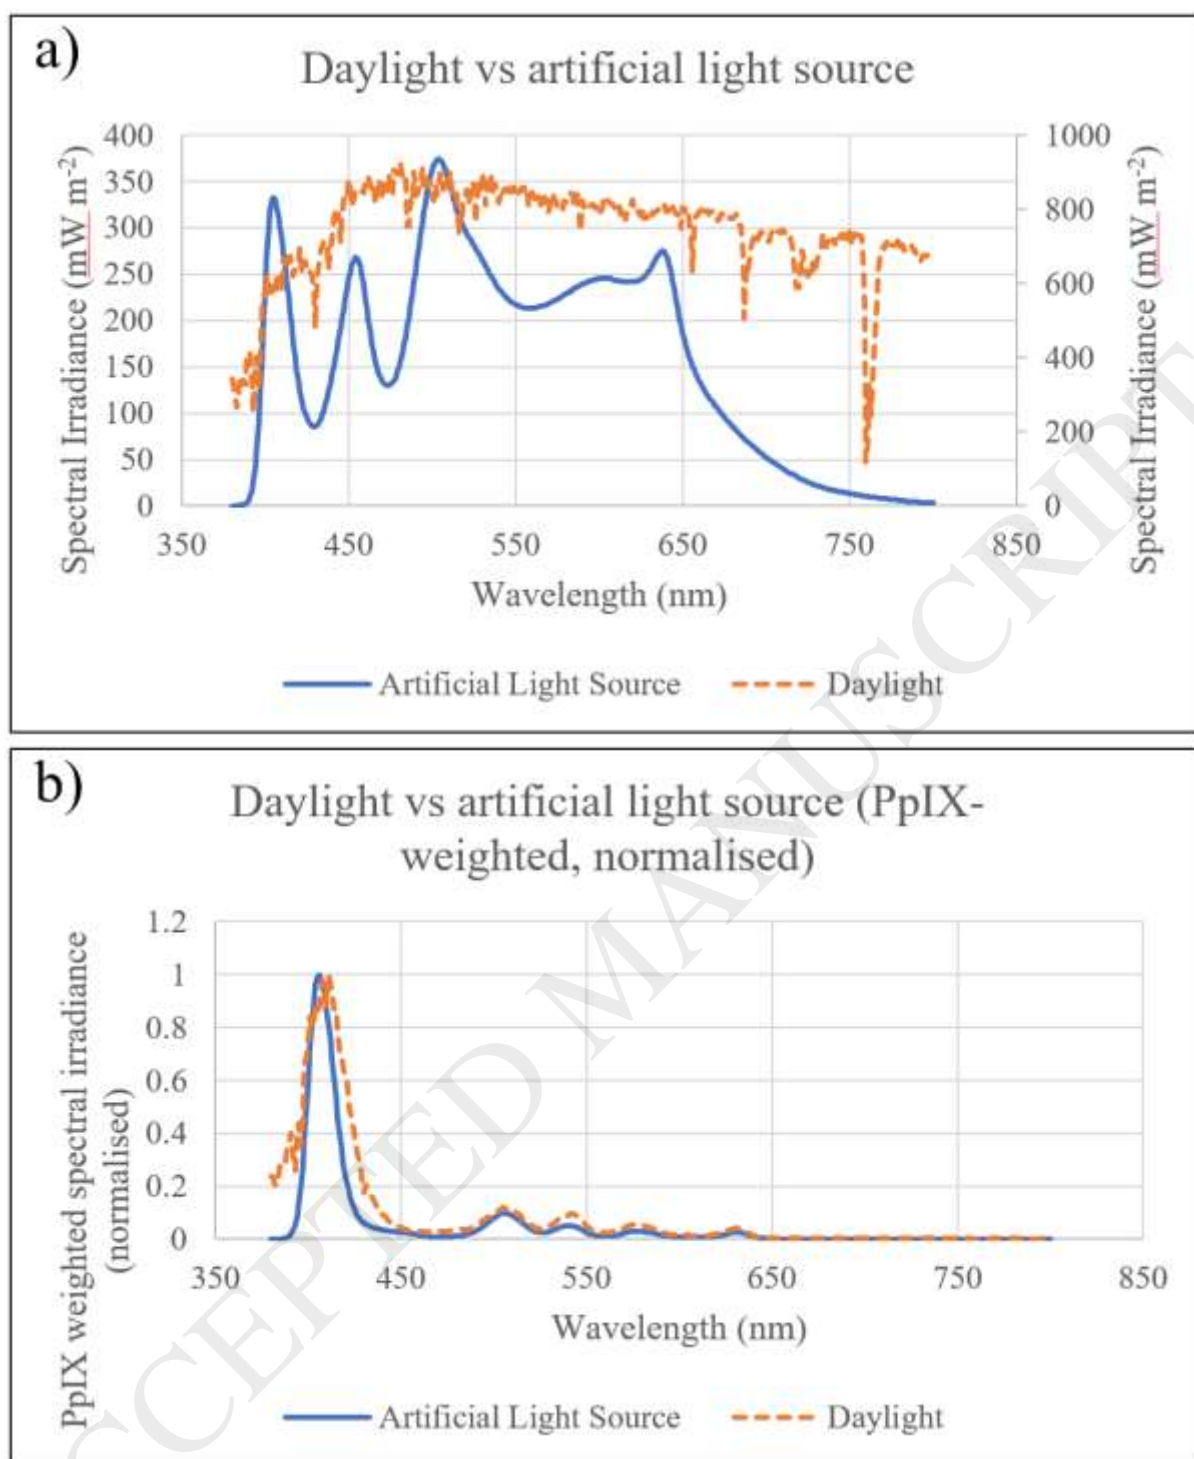 a)
Daylight vs artificial light source
400
350
300
250
200
150
100
50
0
Spectral Irradiance (mW m-2)
1000
800
600
400
200
0
Spectral Irradiance (mW m-2)
350 450 550 650 750 850
Wavelength (nm)
Artificial Light Source Daylight
b)
Daylight vs artificial light source (PpIX-
weighted, normalised)
1.2
1
0.8
0.6
0.4
0.2
0
PpIX weighted spectral irradiance
(normalised)
350 450 550 650 750 850
Wavelength (nm)
Artificial Light Source Daylight
CCEPTED MANUSCRIPT